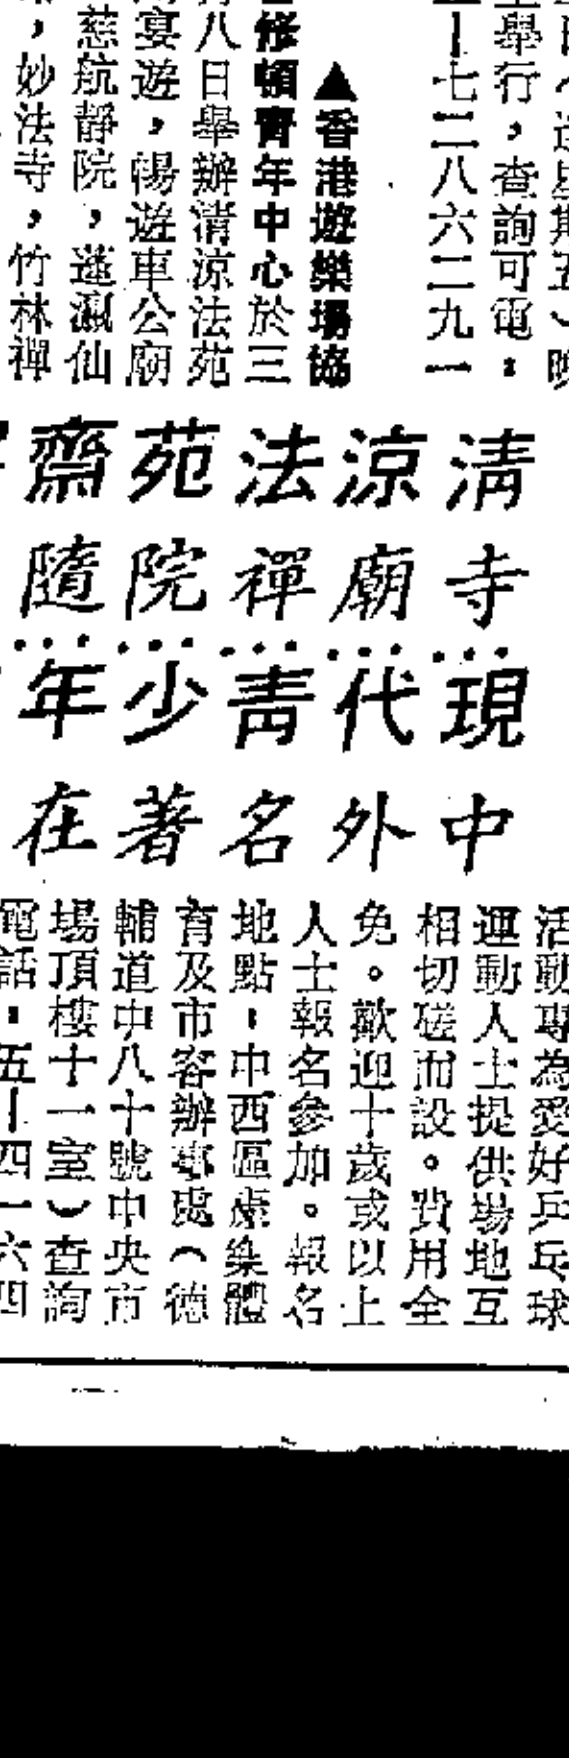 星期五）晚
舉行，查詢可電：
｜七二八六二九一
▲香港遊樂場協
修頓青年中心於三
八日舉辦清涼法苑
宴遊，暢遊車公廟
慈航靜院，蓬瀛仙
，妙法寺，竹林禪
清涼法苑齋
寺廟禪院隨
現代青少年
中外名著在
活動專為愛好乒乓球
運動人士提供場地互
相切磋而設。費用全
免。歡迎十歲或以上
人士報名參加。報名
地點：中西區康樂體
育及市容辦事處（德
輔道中八十號中央市
場頂樓十一室）查詢
電話：五｜四一六四